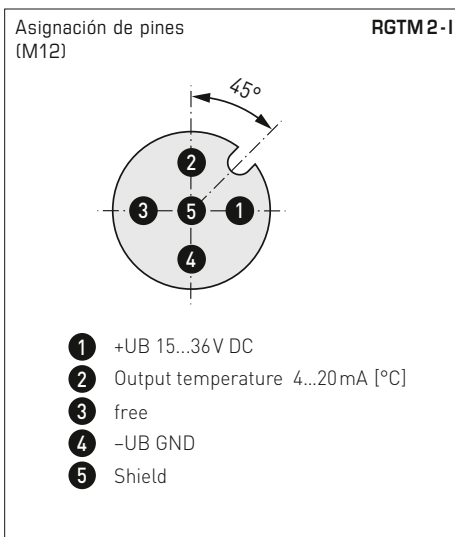 Asignación de pines
(M12)
RGTM 2 - I
45°
2
3 5 1
4
1 +UB 15...36 V DC
2 Output temperature 4...20 mA [°C]
3 free
4 –UB GND
5 Shield